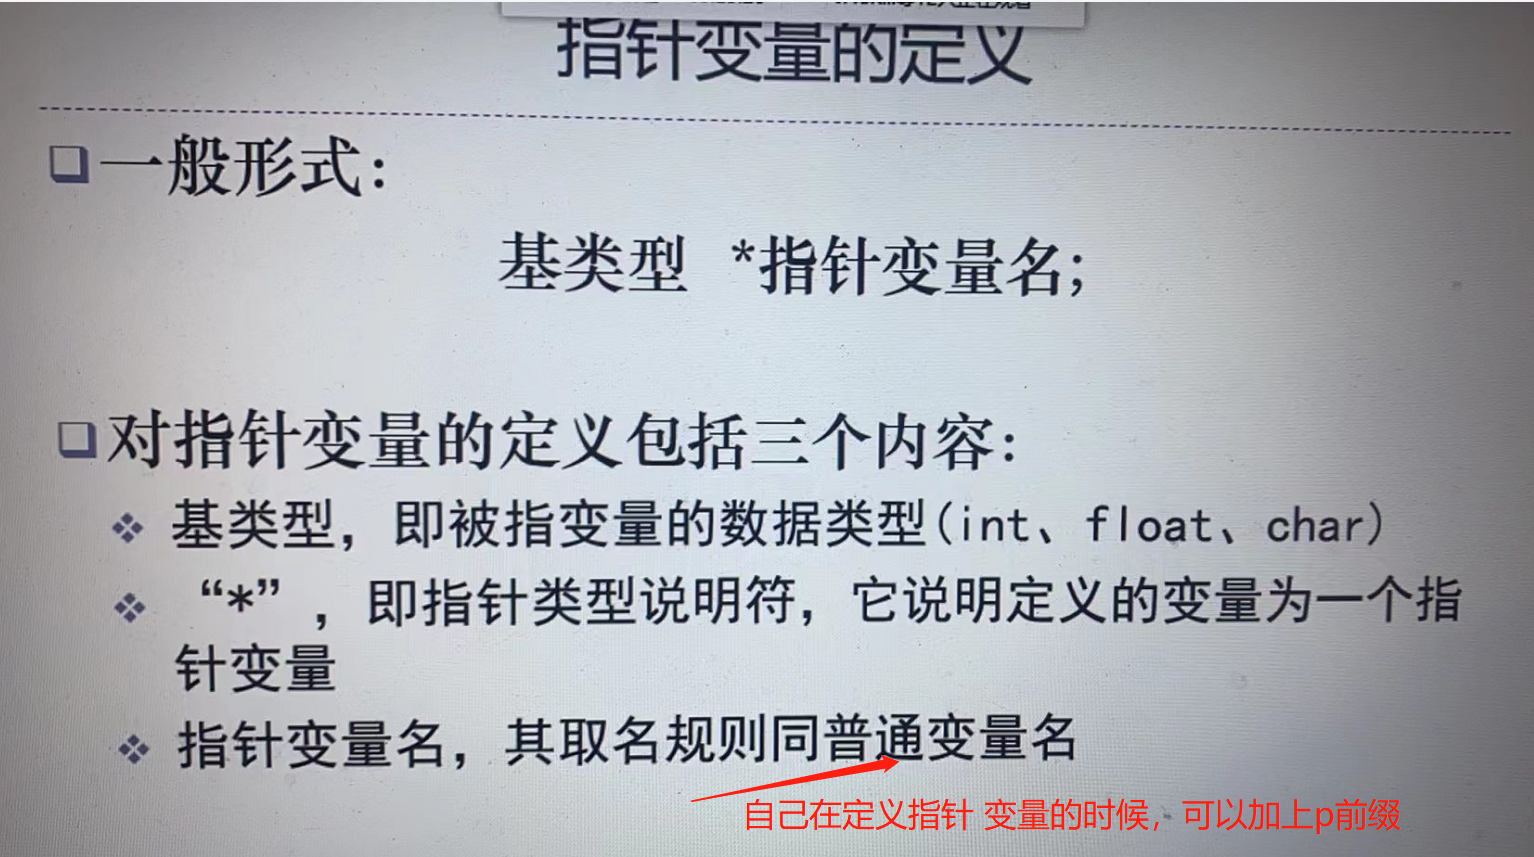 指针变量的定义
一般形式：
基类型 *指针变量名；
对指针变量的定义包括三个内容：
基类型，即被指变量的数据类型(int、float、char)
“*”，即指针类型说明符，它说明定义的变量为一个指
针变量
指针变量名，其取名规则同普通变量名
自己在定义指针 变量的时候，可以加上p前缀